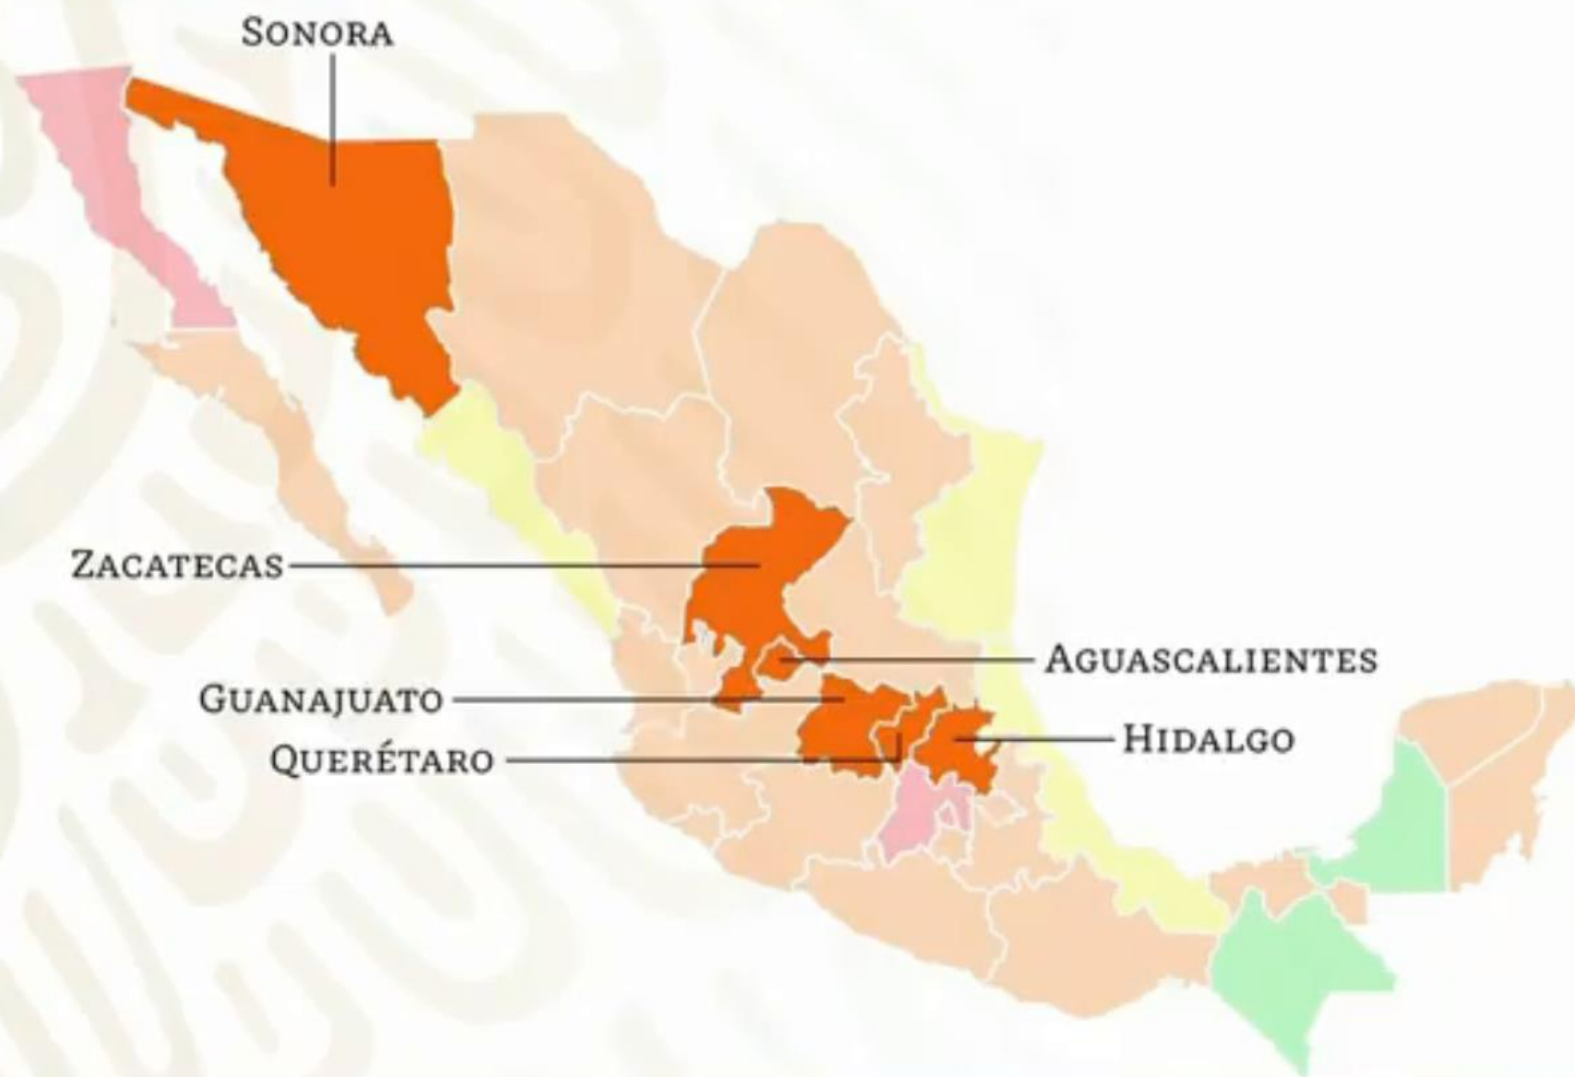 SONORA
ZACATECAS
AGUASCALIENTES
GUANAJUATO
HIDALGO
QUERÉTARO